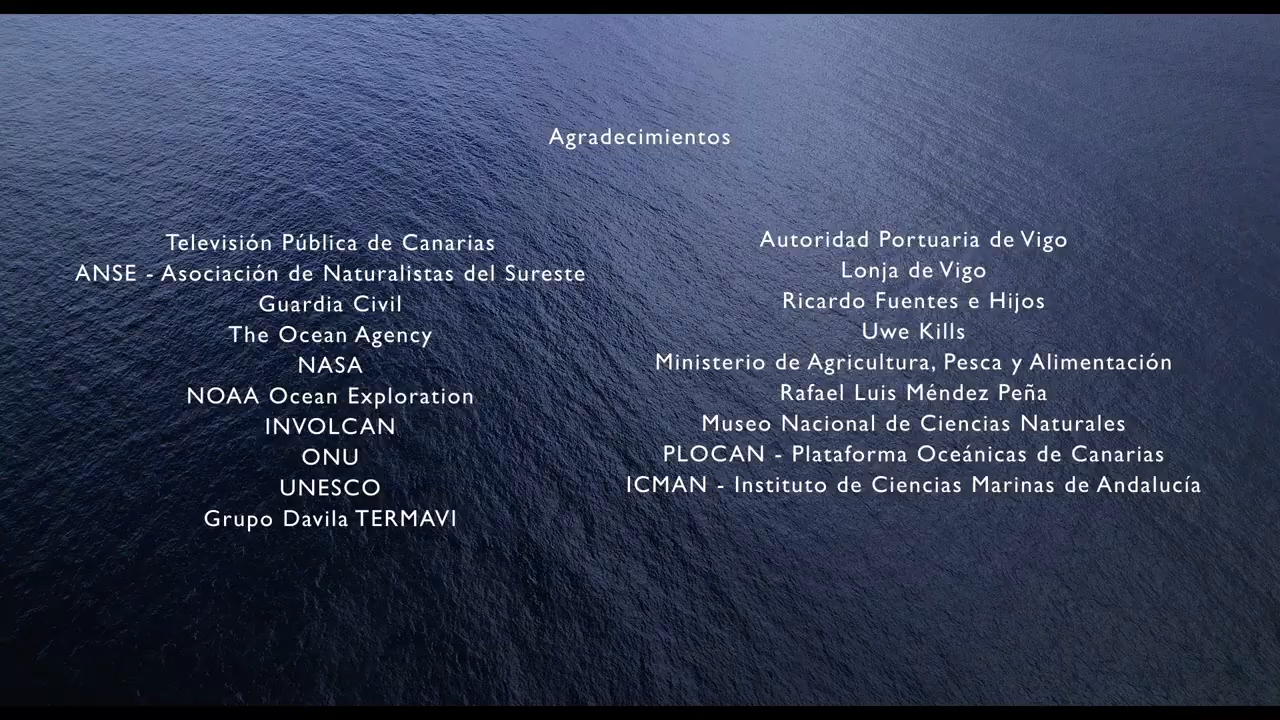 Agradecimientos
Televisión Pública de Canarias
ANSE - Asociación de Naturalistas del Sureste
Guardia Civil
The Ocean Agency
NASA
NOAA Ocean Exploration
INVOLCAN
ONU
UNESCO
Grupo Davila TERMAVI
Autoridad Portuaria de Vigo
Lonja de Vigo
Ricardo Fuentes e Hijos
Uwe Kills
Ministerio de Agricultura, Pesca y Alimentación
Rafael Luis Méndez Peña
Museo Nacional de Ciencias Naturales
PLOCAN - Plataforma Oceánicas de Canarias
ICMAN - Instituto de Ciencias Marinas de Andalucía